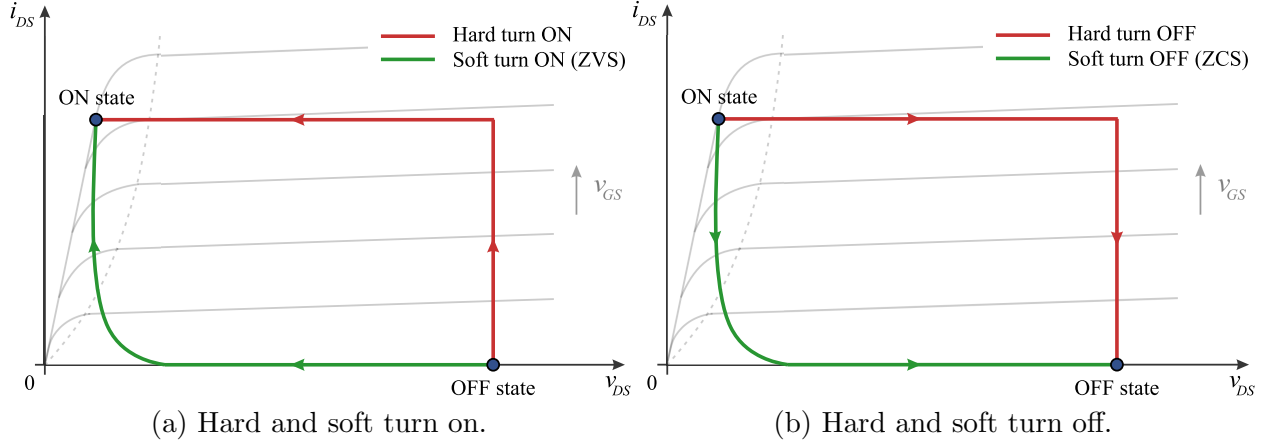 i_DS
Hard turn ON
Soft turn ON (ZVS)
ON state
v_GS
0
OFF state
v_DS
(a) Hard and soft turn on.
i_DS
Hard turn OFF
Soft turn OFF (ZCS)
ON state
v_GS
0
OFF state
v_DS
(b) Hard and soft turn off.